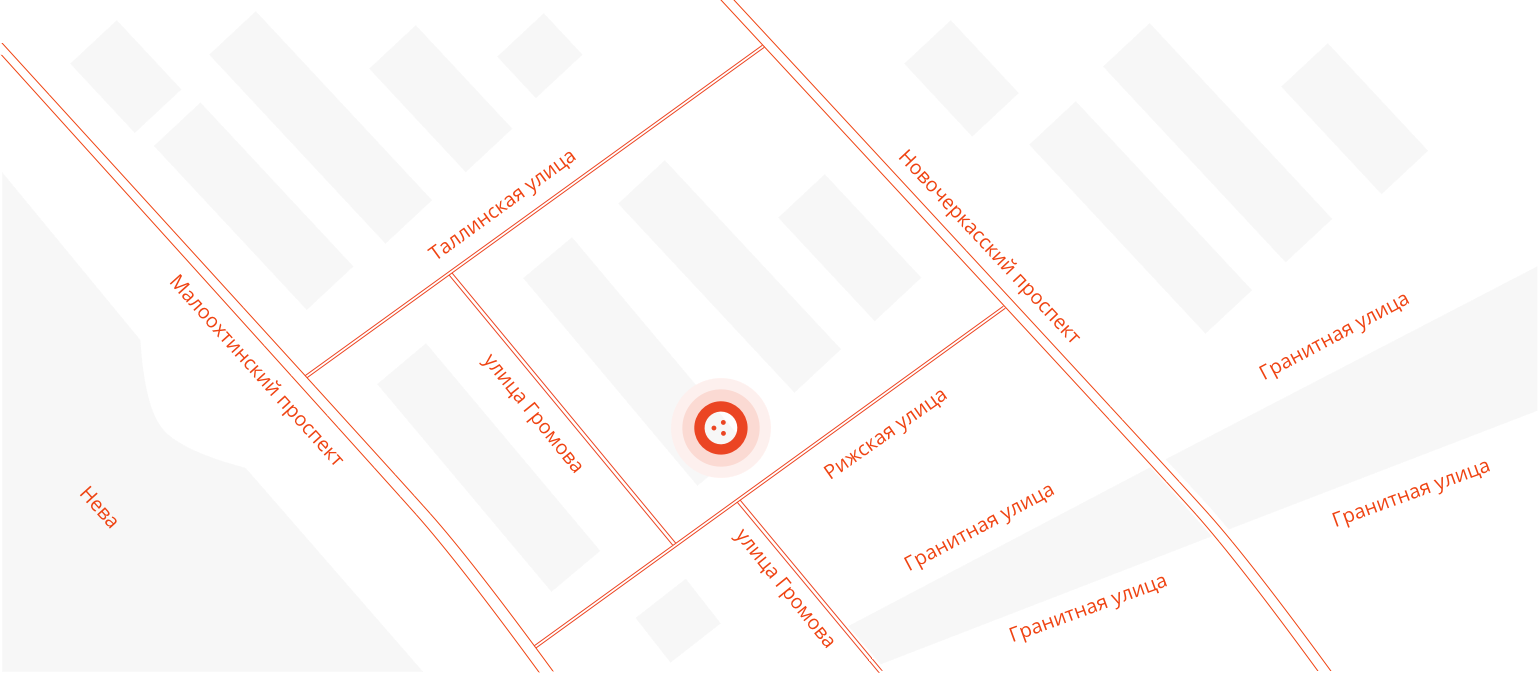 Таллинская улица
Новочеркасский проспект
Малоохтинский проспект
улица Громова
Гранитная улица
Рижская улица
Нева
Гранитная улица
Гранитная улица
улица Громова
Гранитная улица